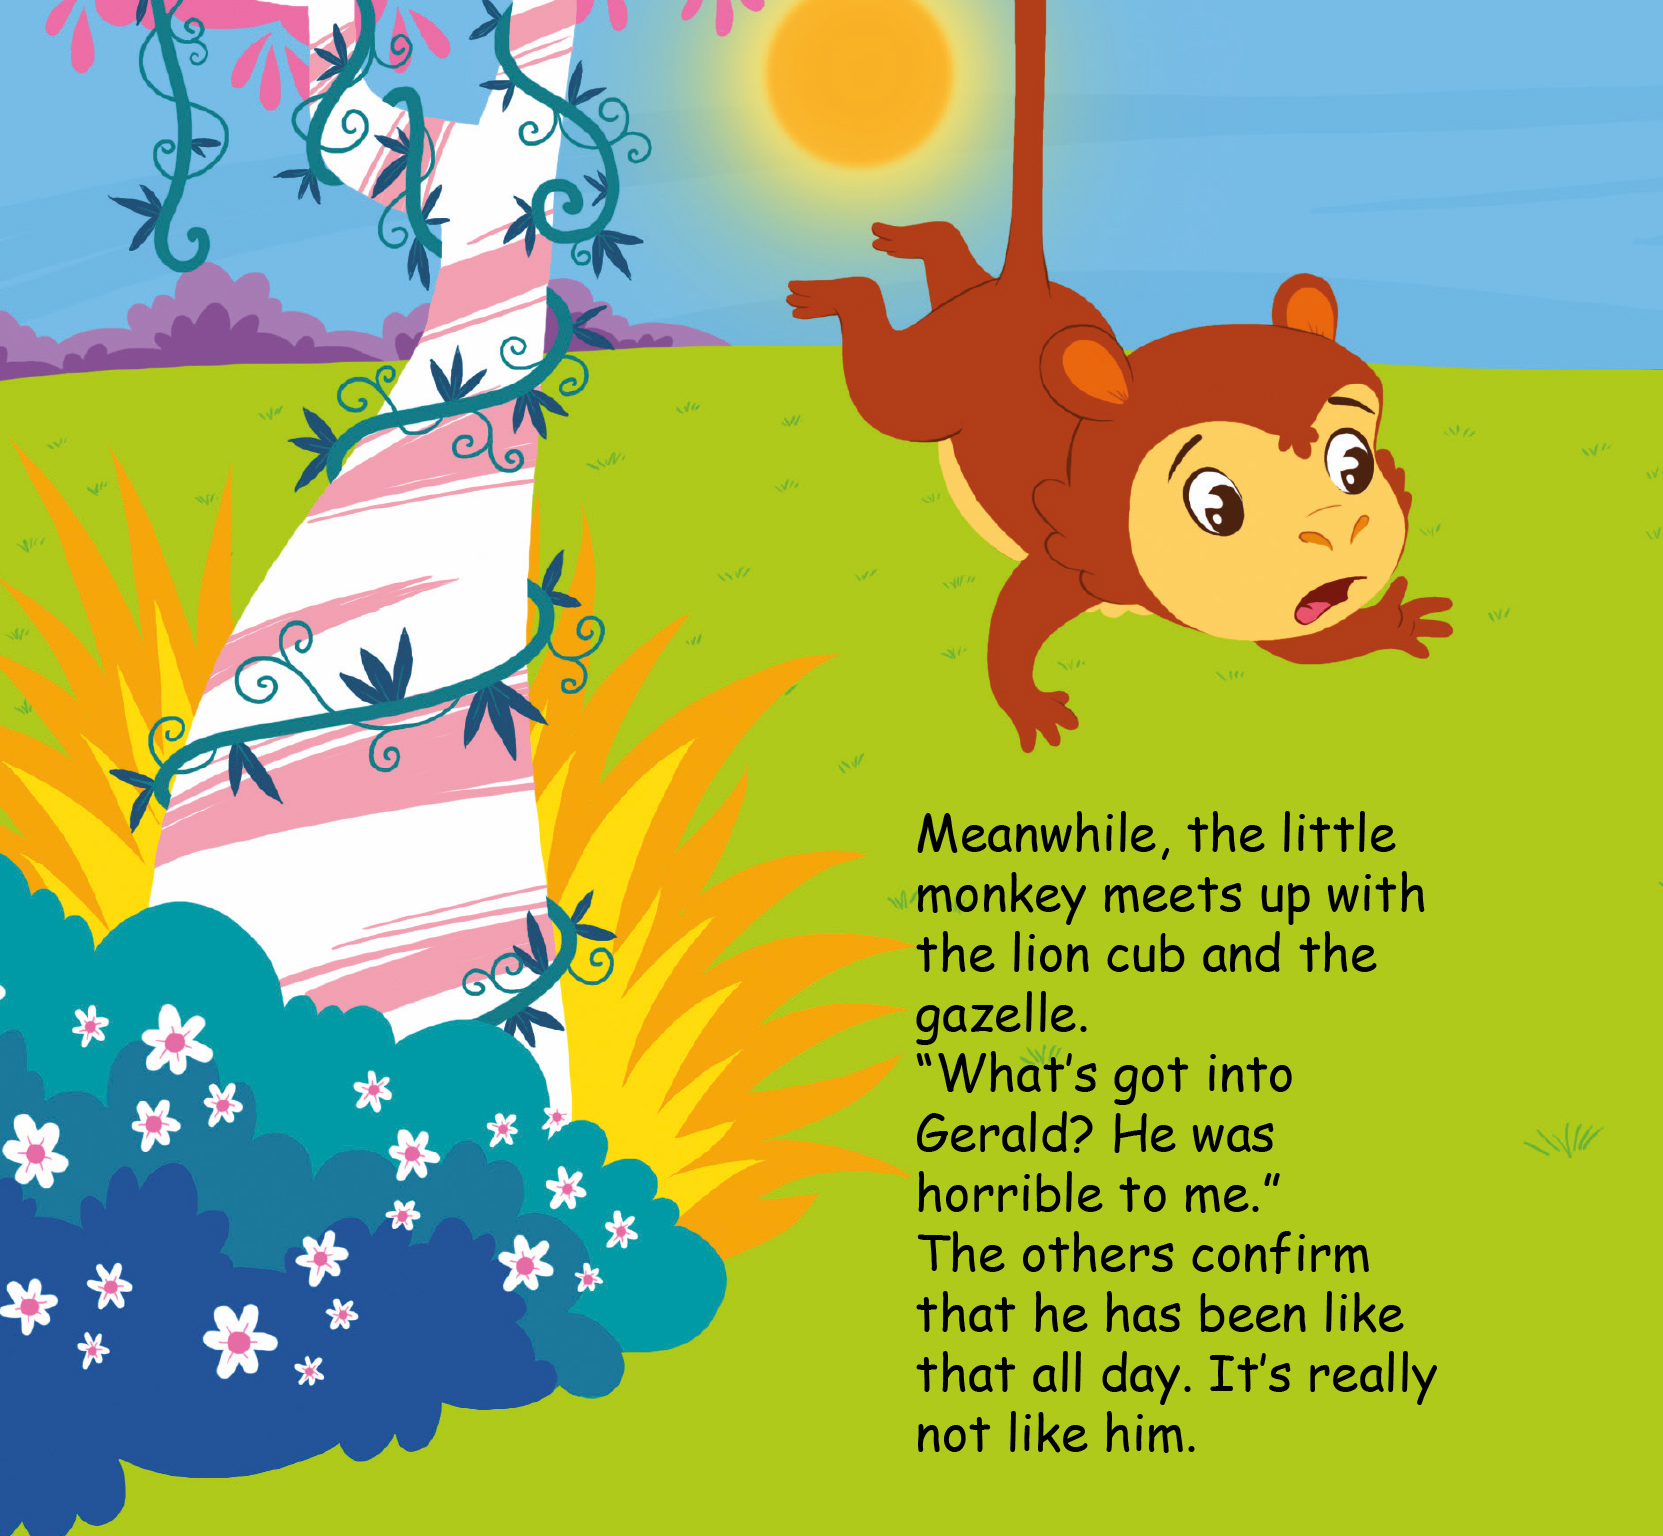 Meanwhile, the little
monkey meets up with
the lion cub and the
gazelle.
“What’s got into
Gerald? He was
horrible to me.”
The others confirm
that he has been like
that all day. It’s really
not like him.